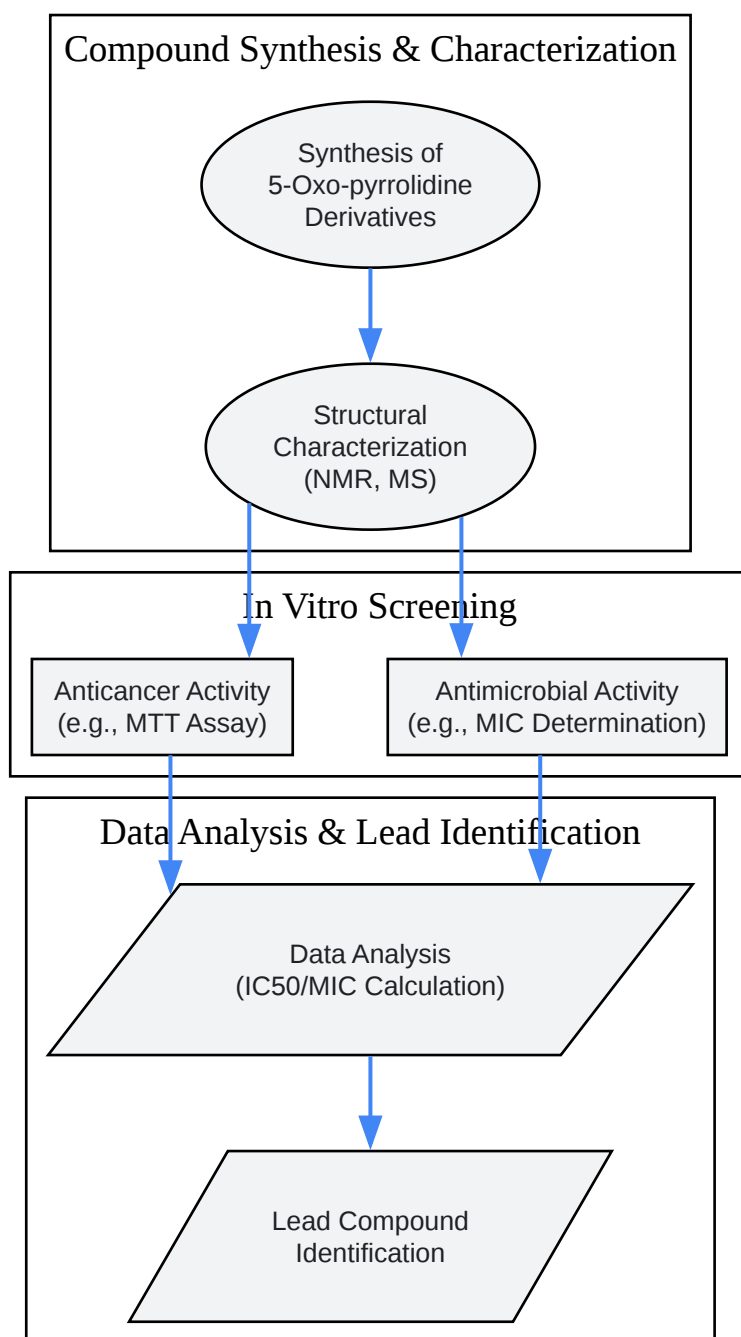 Compound Synthesis & Characterization
Synthesis of
5-Oxo-pyrrolidine
Derivatives
Structural
Characterization
(NMR, MS)
In Vitro Screening
Anticancer Activity
(e.g., MTT Assay)
Antimicrobial Activity
(e.g., MIC Determination)
Data Analysis & Lead Identification
Data Analysis
(IC50/MIC Calculation)
Lead Compound
Identification